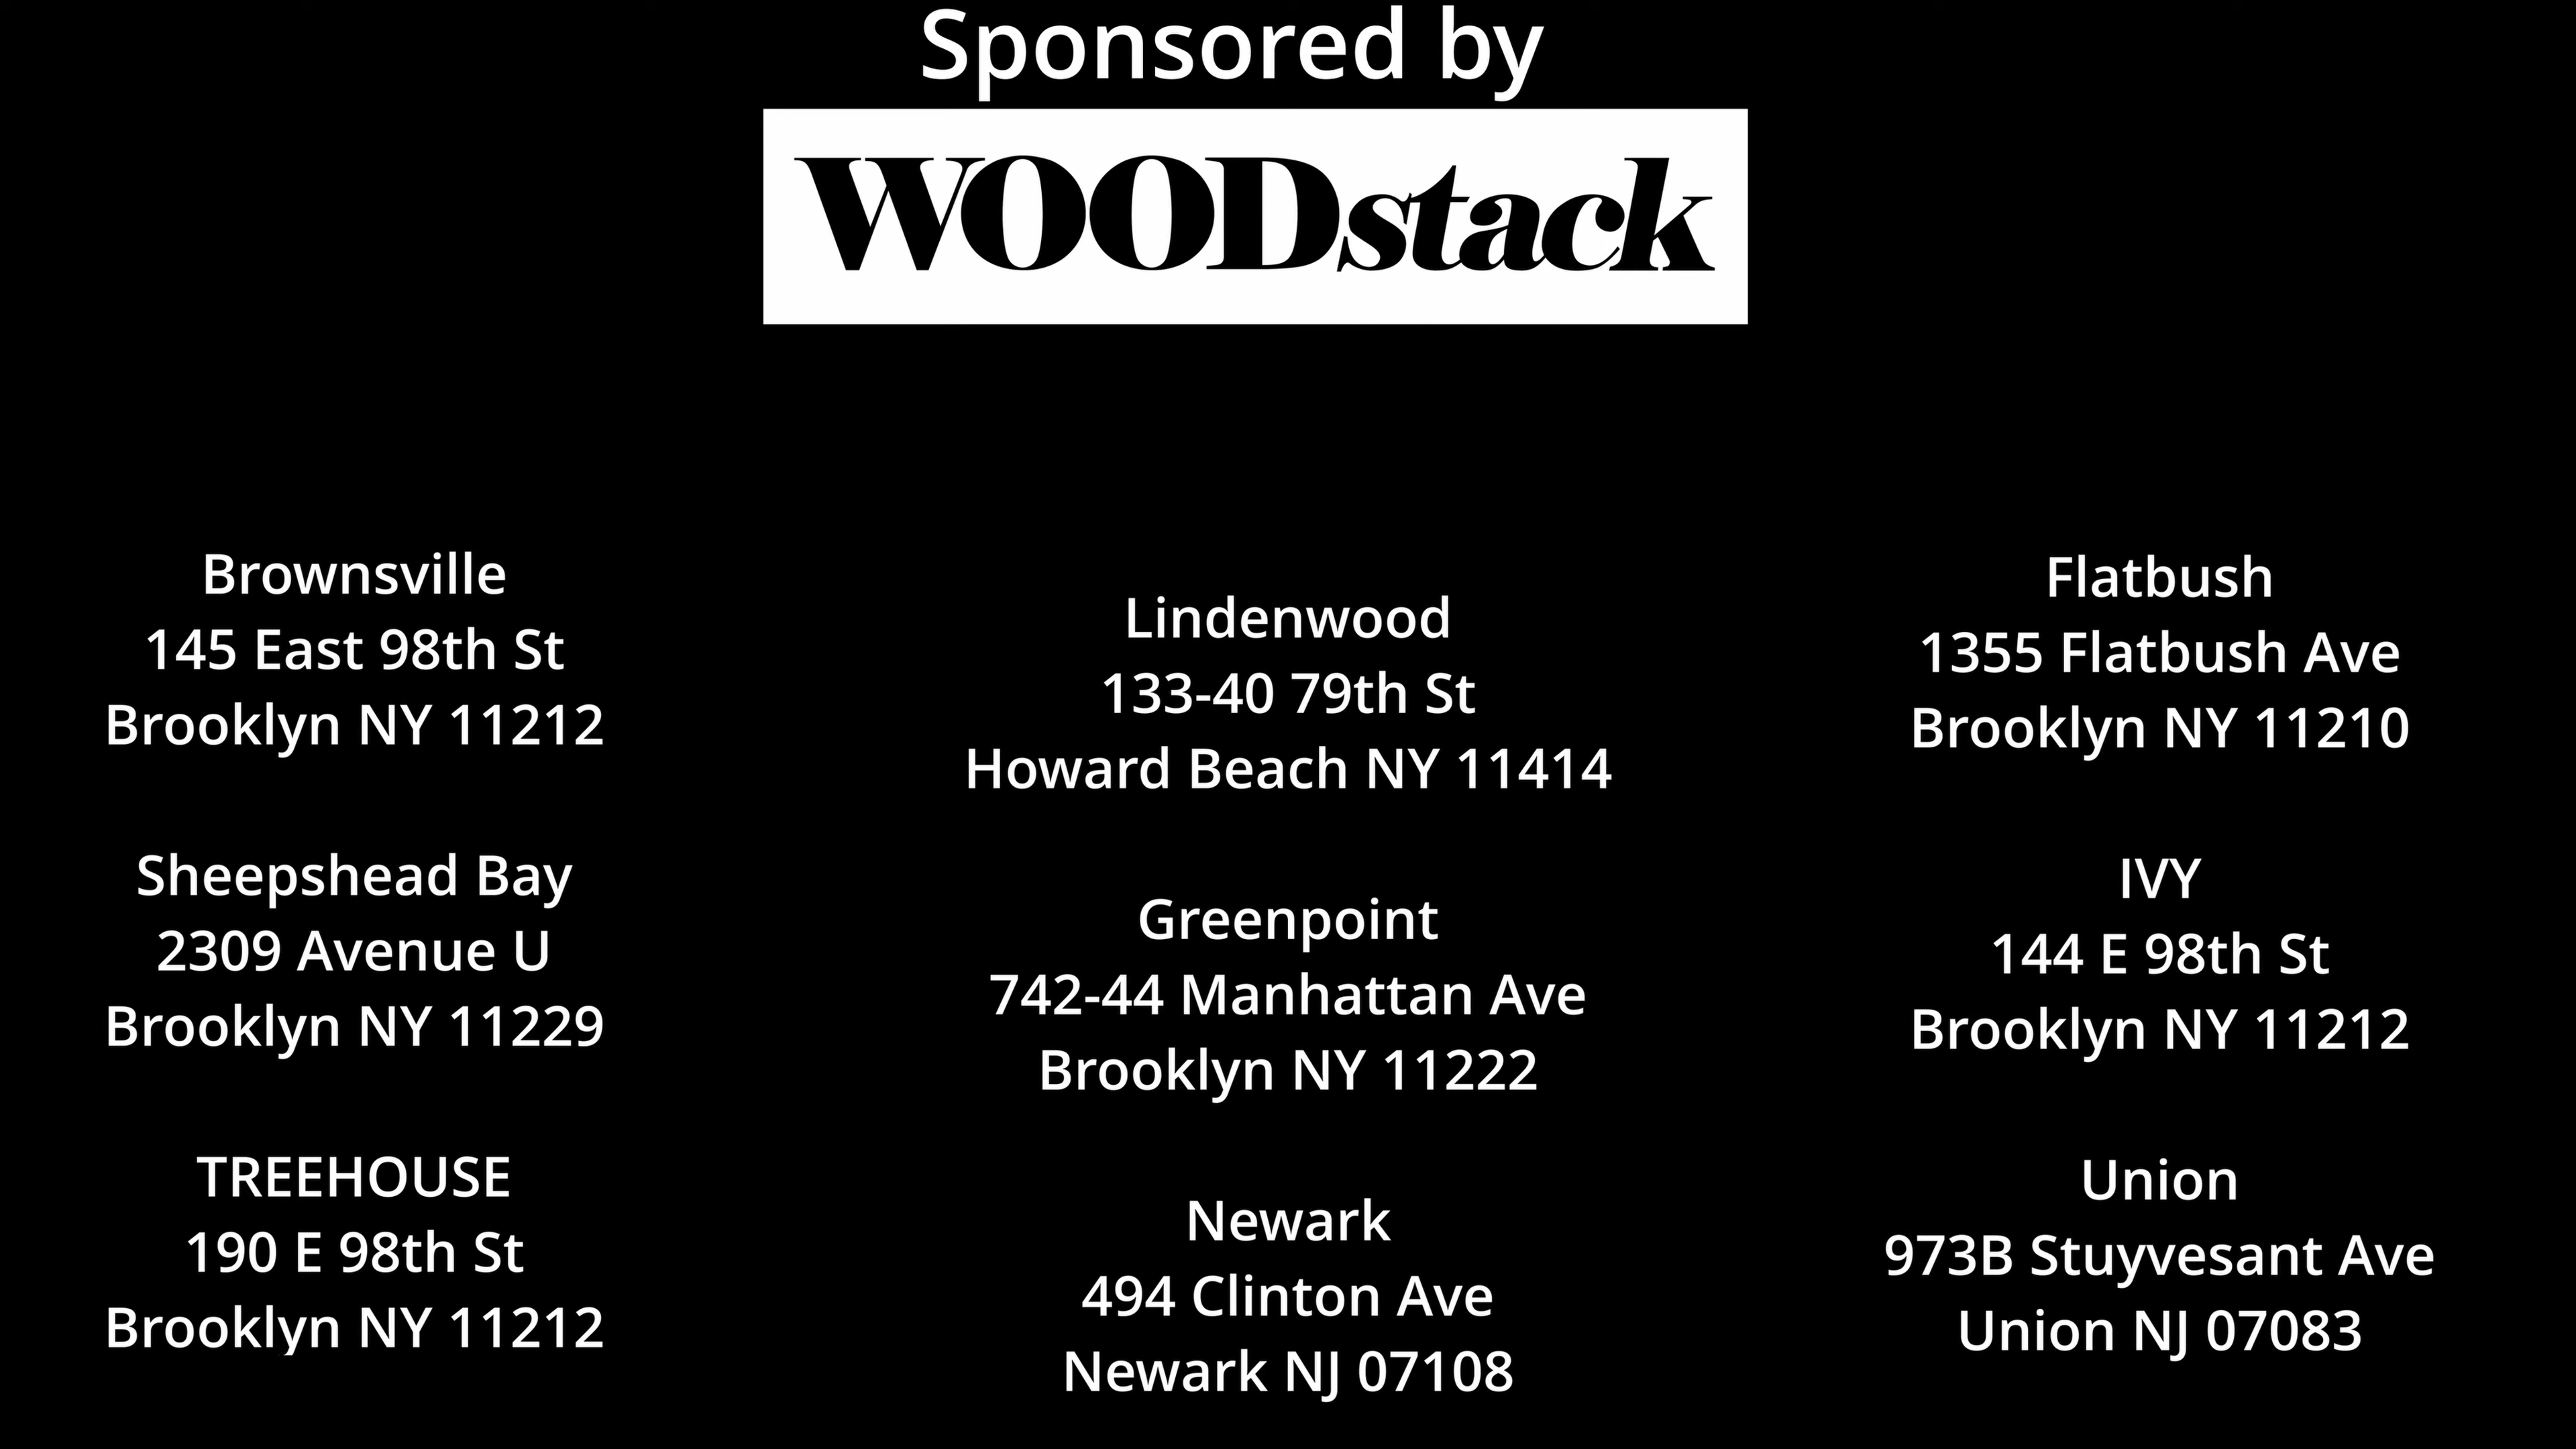 Sponsored by
WOODstack
Brownsville
145 East 98th St
Brooklyn NY 11212
Sheepshead Bay
2309 Avenue U
Brooklyn NY 11229
TREEHOUSE
190 E 98th St
Brooklyn NY 11212
Lindenwood
133-40 79th St
Howard Beach NY 11414
Greenpoint
742-44 Manhattan Ave
Brooklyn NY 11222
Newark
494 Clinton Ave
Newark NJ 07108
Flatbush
1355 Flatbush Ave
Brooklyn NY 11210
IVY
144 E 98th St
Brooklyn NY 11212
Union
973B Stuyvesant Ave
Union NJ 07083